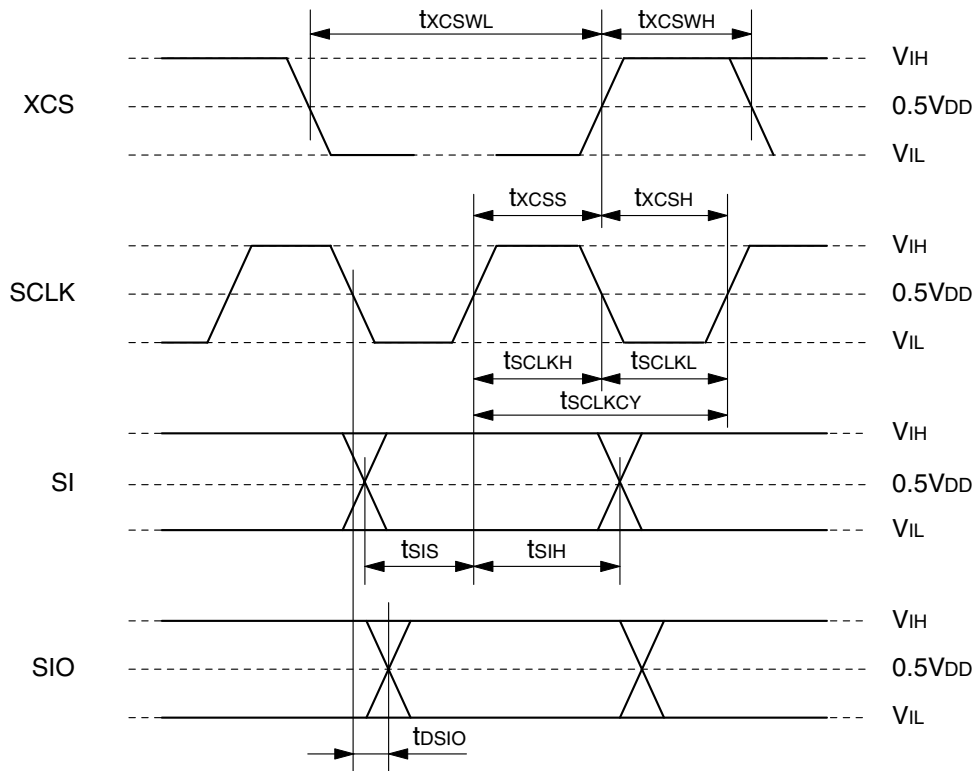 tXCSWL tXCSWH
VIH
XCS 0.5VDD
VIL
tXCSS tXCSH
VIH
SCLK 0.5VDD
VIL
tSCLKH tSCLKL
tSCLKCY
VIH
SI 0.5VDD
VIL
tSIS tSIH
VIH
SIO 0.5VDD
VIL
tDSIO